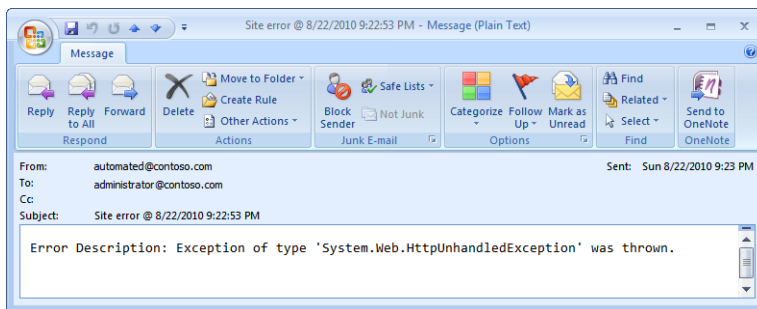 Site error @ 8/22/2010 9:22:53 PM - Message (Plain Text)
Message
Reply
Reply to All
Forward
Respond
Delete
Move to Folder
Create Rule
Other Actions
Actions
Block Sender
Safe Lists
Not Junk
Junk E-mail
Categorize
Follow Up
Mark as Unread
Options
Find
Related
Select
Find
Send to OneNote
OneNote
From: automated@contoso.com Sent: Sun 8/22/2010 9:23 PM
To: administrator@contoso.com
Cc:
Subject: Site error @ 8/22/2010 9:22:53 PM
Error Description: Exception of type 'System.Web.HttpUnhandledException' was thrown.